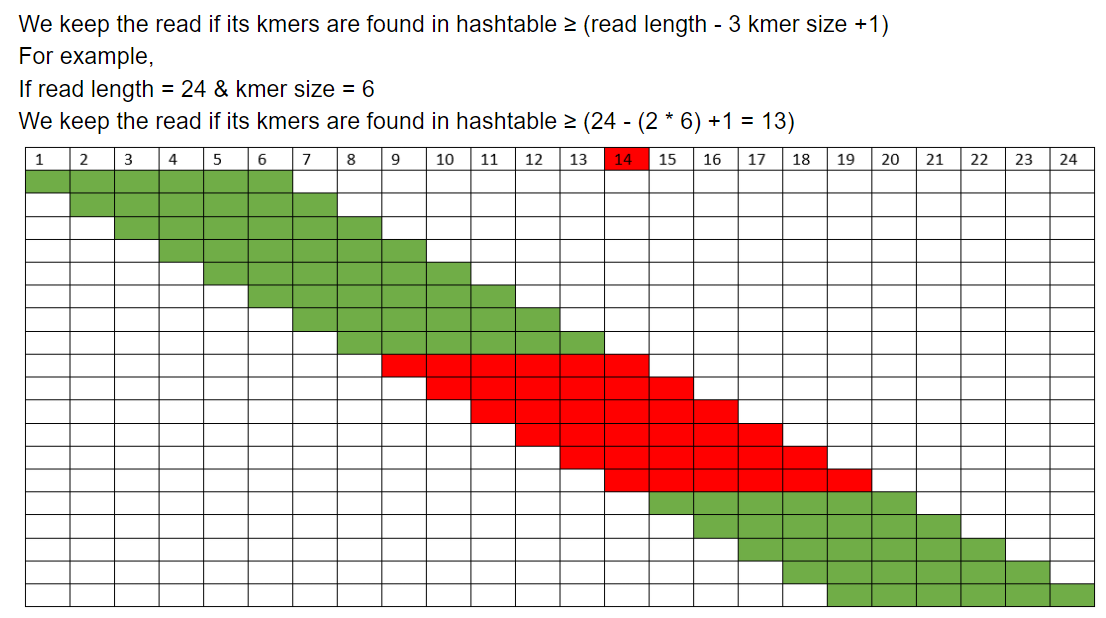 We keep the read if its kmers are found in hashtable ≥ (read length - 3 kmer size +1)
For example,
If read length = 24 & kmer size = 6
We keep the read if its kmers are found in hashtable ≥ (24 - (2 * 6) +1 = 13)
1 2 3 4 5 6 7 8 9 10 11 12 13 14 15 16 17 18 19 20 21 22 23 24